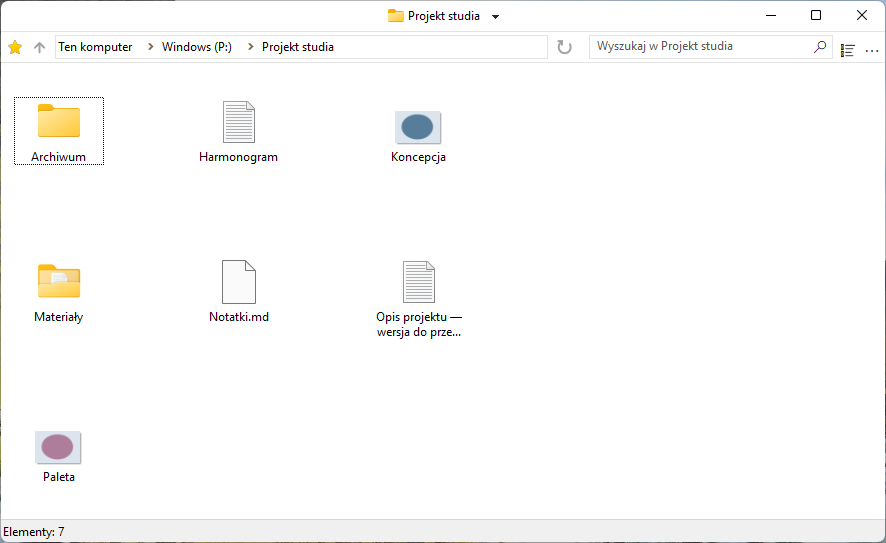 Projekt studia
Ten komputer
Windows (P:)
Projekt studia
Wyszukaj w Projekt studia
Archiwum
Harmonogram
Koncepcja
Materiały
Notatki.md
Opis projektu —
wersja do prze...
Paleta
Elementy: 7